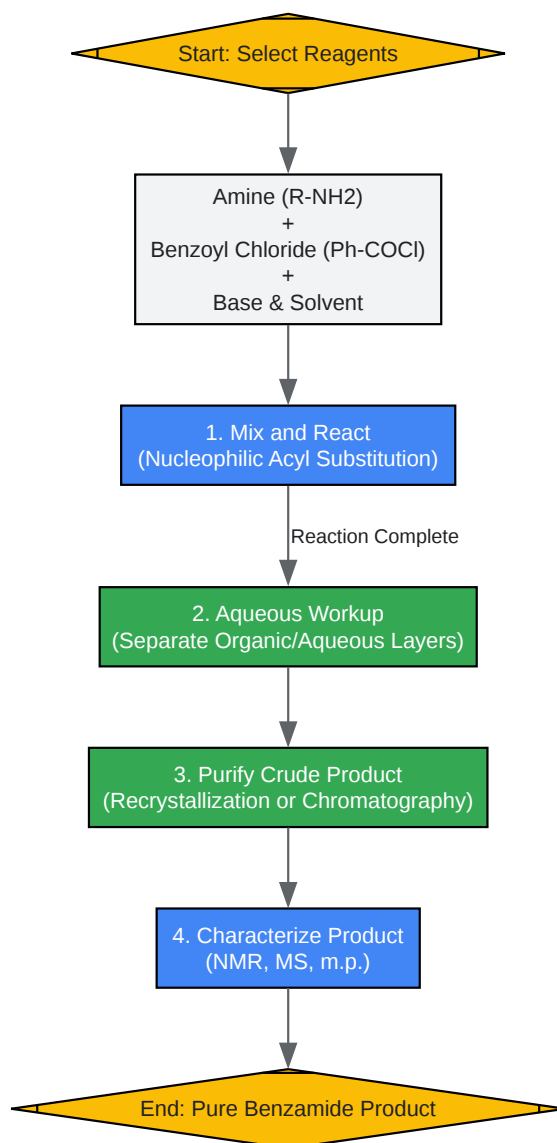 Start: Select Reagents
Amine (R-NH2)
+
Benzoyl Chloride (Ph-COCl)
+
Base & Solvent
1. Mix and React
(Nucleophilic Acyl Substitution)
Reaction Complete
2. Aqueous Workup
(Separate Organic/Aqueous Layers)
3. Purify Crude Product
(Recrystallization or Chromatography)
4. Characterize Product
(NMR, MS, m.p.)
End: Pure Benzamide Product